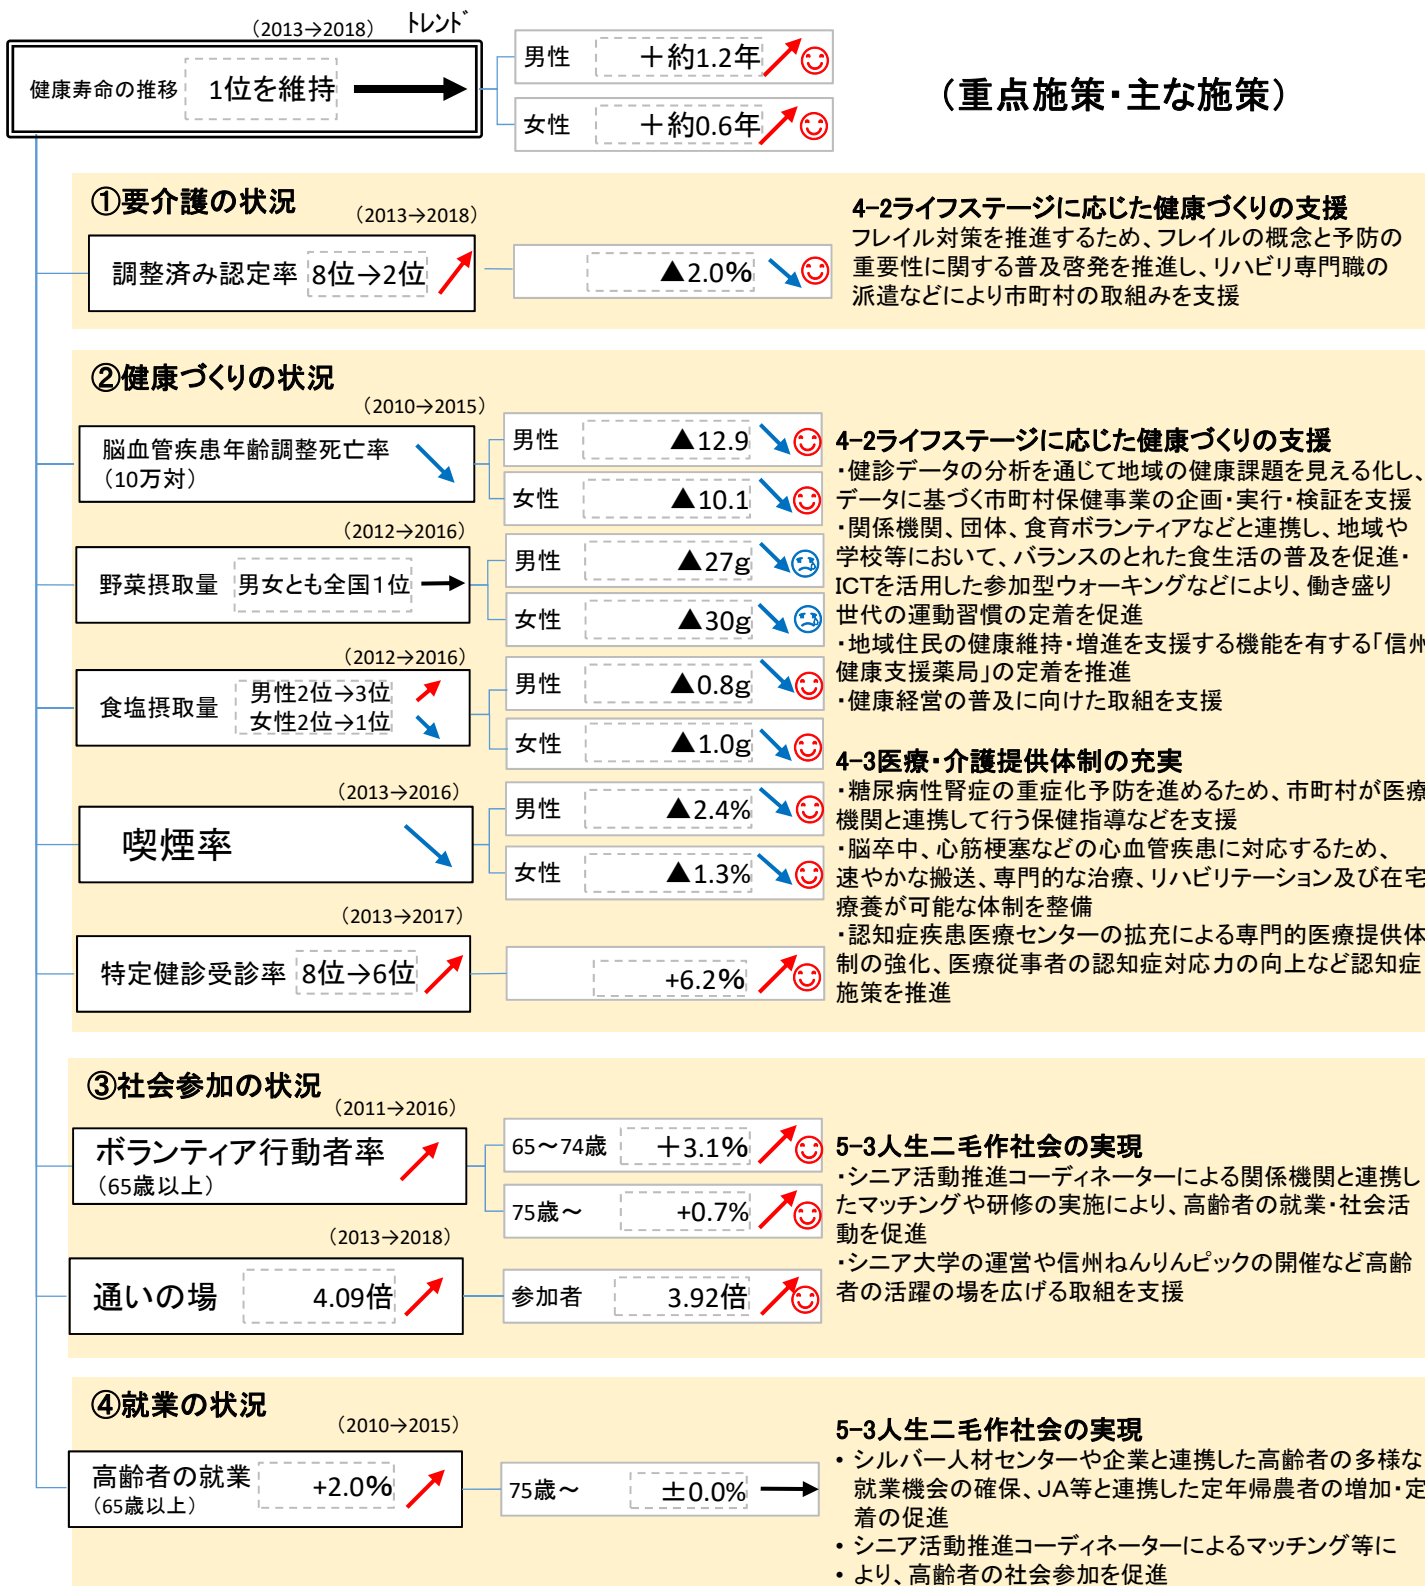 （2013→2018） トレンド
健康寿命の推移 1位を維持
男性 ＋約1.2年
女性 ＋約0.6年
（重点施策・主な施策）
①要介護の状況
（2013→2018）
調整済み認定率 8位→2位
▲2.0%
4-2ライフステージに応じた健康づくりの支援
フレイル対策を推進するため、フレイルの概念と予防の
重要性に関する普及啓発を推進し、リハビリ専門職の
派遣などにより市町村の取組みを支援
②健康づくりの状況
（2010→2015）
脳血管疾患年齢調整死亡率
（10万対）
男性 ▲12.9
女性 ▲10.1
（2012→2016）
野菜摂取量 男女とも全国１位
男性 ▲27g
女性 ▲30g
（2012→2016）
食塩摂取量
男性2位→3位
女性2位→1位
男性 ▲0.8g
女性 ▲1.0g
（2013→2016）
喫煙率
男性 ▲2.4%
女性 ▲1.3%
（2013→2017）
特定健診受診率 8位→6位
+6.2%
4-2ライフステージに応じた健康づくりの支援
・健診データの分析を通じて地域の健康課題を見える化し、
データに基づく市町村保健事業の企画・実行・検証を支援
・関係機関、団体、食育ボランティアなどと連携し、地域や
学校等において、バランスのとれた食生活の普及を促進・
ICTを活用した参加型ウォーキングなどにより、働き盛り
世代の運動習慣の定着を促進
・地域住民の健康維持・増進を支援する機能を有する「信州
健康支援薬局」の定着を推進
・健康経営の普及に向けた取組を支援
4-3医療・介護提供体制の充実
・糖尿病性腎症の重症化予防を進めるため、市町村が医療
機関と連携して行う保健指導などを支援
・脳卒中、心筋梗塞などの心血管疾患に対応するため、
速やかな搬送、専門的な治療、リハビリテーション及び在宅
療養が可能な体制を整備
・認知症疾患医療センターの拡充による専門的医療提供体
制の強化、医療従事者の認知症対応力の向上など認知症
施策を推進
③社会参加の状況
（2011→2016）
ボランティア行動者率
（65歳以上）
65～74歳 ＋3.1%
75歳～ +0.7%
（2013→2018）
通いの場 4.09倍
参加者 3.92倍
5-3人生二毛作社会の実現
・シニア活動推進コーディネーターによる関係機関と連携し
たマッチングや研修の実施により、高齢者の就業・社会活
動を促進
・シニア大学の運営や信州ねんりんピックの開催など高齢
者の活躍の場を広げる取組を支援
④就業の状況
（2010→2015）
高齢者の就業 +2.0%
（65歳以上）
75歳～ ±0.0%
5-3人生二毛作社会の実現
• シルバー人材センターや企業と連携した高齢者の多様な
就業機会の確保、JA等と連携した定年帰農者の増加・定
着の促進
• シニア活動推進コーディネーターによるマッチング等に
• より、高齢者の社会参加を促進